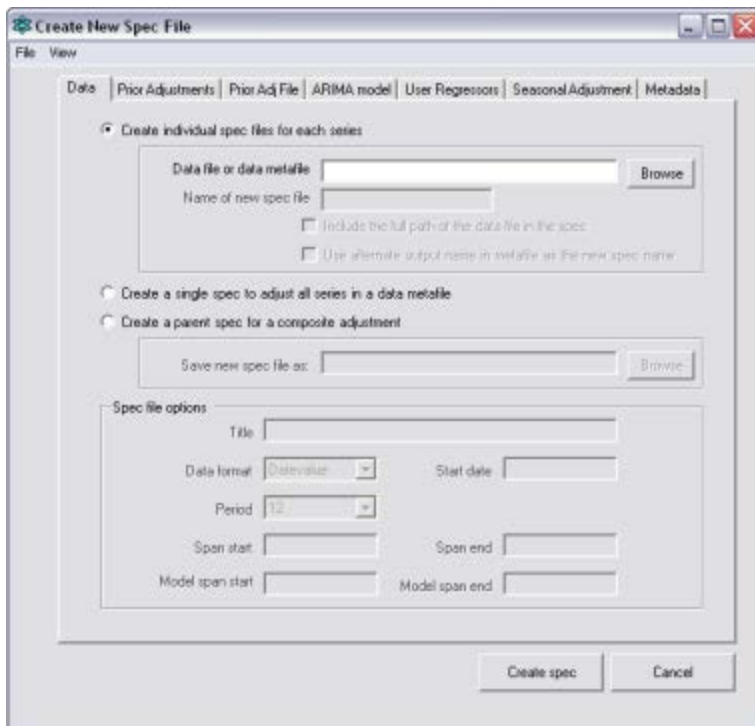 Create New Spec File
File View
Data Prior Adjustments Prior Adj File ARIMA model User Regressors Seasonal Adjustment Metadata
Create individual spec files for each series
Data file or data metafile Browse
Name of new spec file
Include the full path of the data file in the spec
Use alternate output name in metafile as the new spec name
Create a single spec to adjust all series in a data metafile
Create a parent spec for a composite adjustment
Save new spec file as: Browse
Spec file options
Title
Data format Datevalue Start date
Period 12
Span start Span end
Model span start Model span end
Create spec Cancel